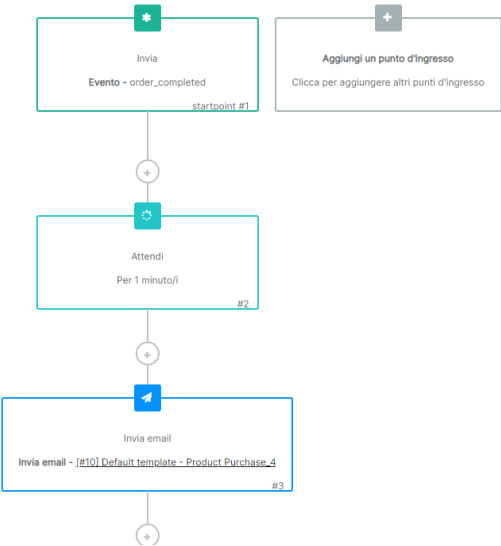 Invia
Evento - order_completed
startpoint #1
Aggiungi un punto d'ingresso
Clicca per aggiungere altri punti d'ingresso
Attendi
Per 1 minuto/i
#2
Invia email
Invia email - [#10] Default template - Product Purchase_4
#3